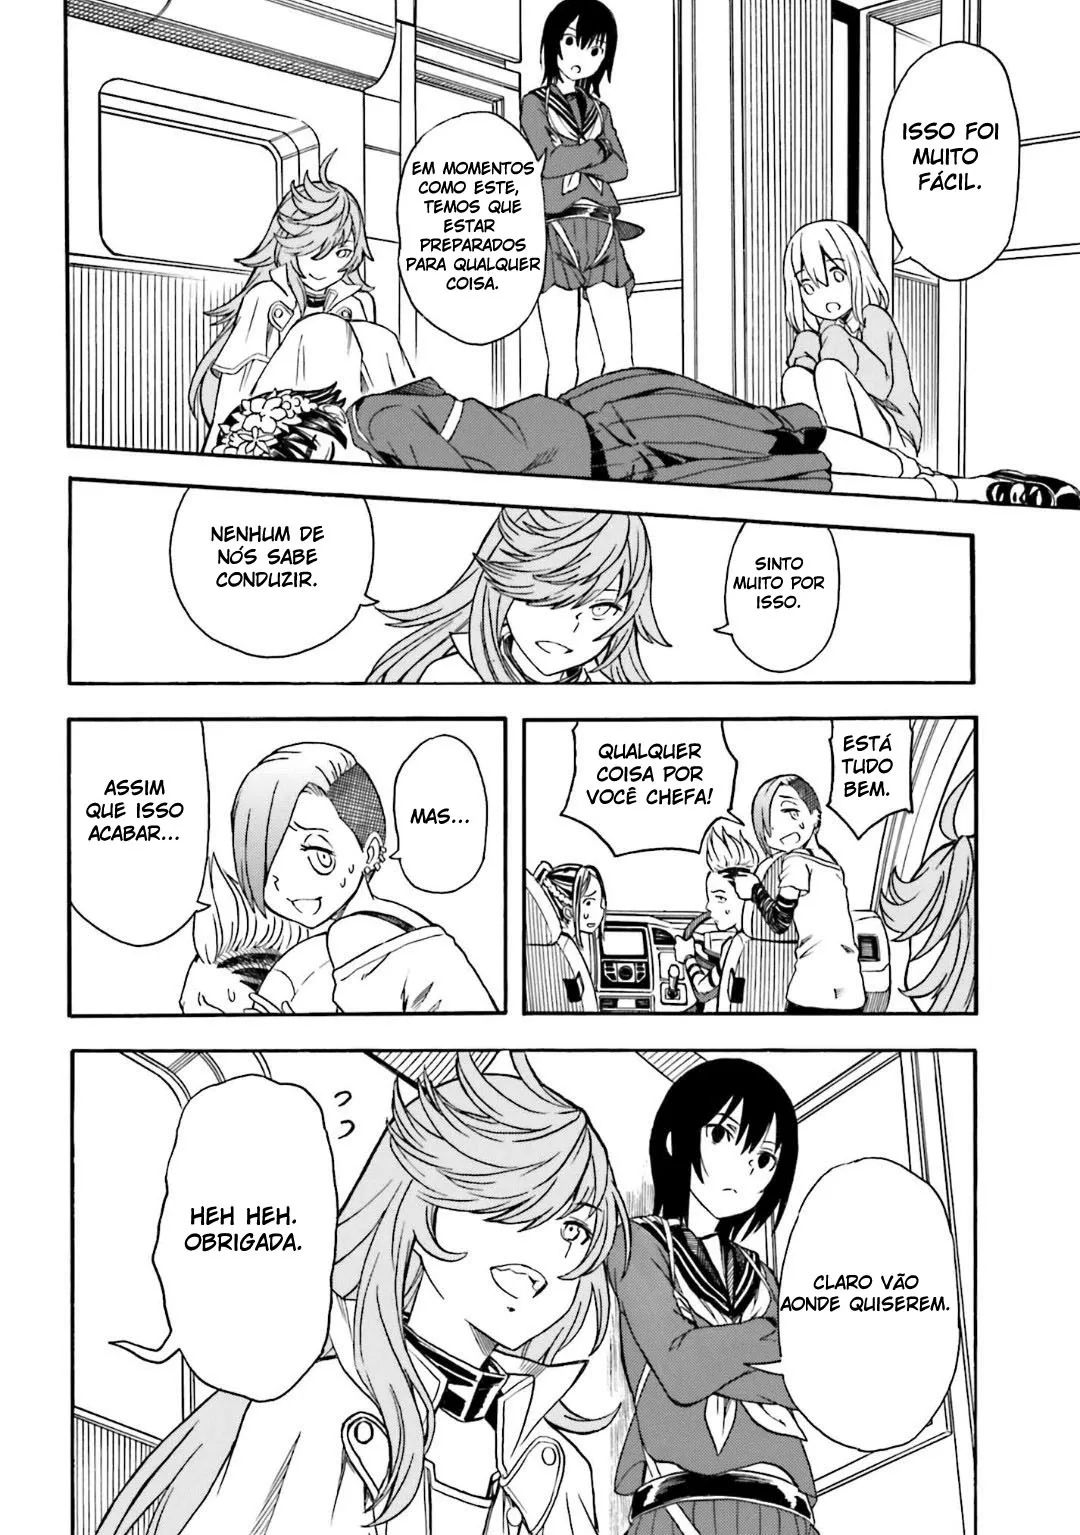 ISSO FOI
MUITO
FÁCIL.
EM MOMENTOS
COMO ESTE,
TEMOS QUE
ESTAR
PREPARADOS
PARA QUALQUER
COISA.
SINTO
MUITO POR
ISSO.
NENHUM DE
NÓS SABE
CONDUZIR.
ESTÁ
TUDO
BEM.
QUALQUER
COISA POR
VOCÊ CHEFA!
MAS...
ASSIM
QUE ISSO
ACABAR...
CLARO VÃO
AONDE QUISEREM.
HEH HEH.
OBRIGADA.